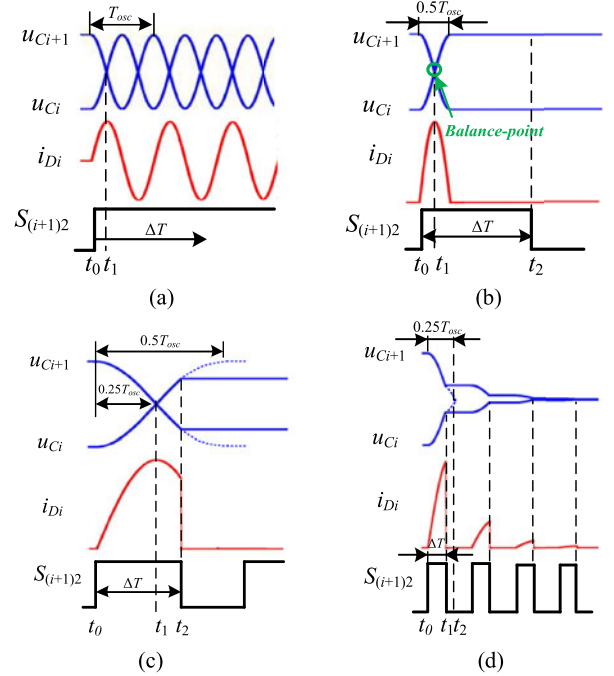 T_osc
u_Ci+1
u_Ci
i_Di
S_(i+1)2
ΔT
t_0 t_1
(a)
0.5T_osc
u_Ci+1
u_Ci
Balance-point
i_Di
S_(i+1)2
ΔT
t_0 t_1 t_2
(b)
0.5T_osc
u_Ci+1
0.25T_osc
u_Ci
i_Di
S_(i+1)2
ΔT
t_0 t_1 t_2
(c)
0.25T_osc
u_Ci+1
u_Ci
i_Di
ΔT
S_(i+1)2
t_0 t_1 t_2
(d)